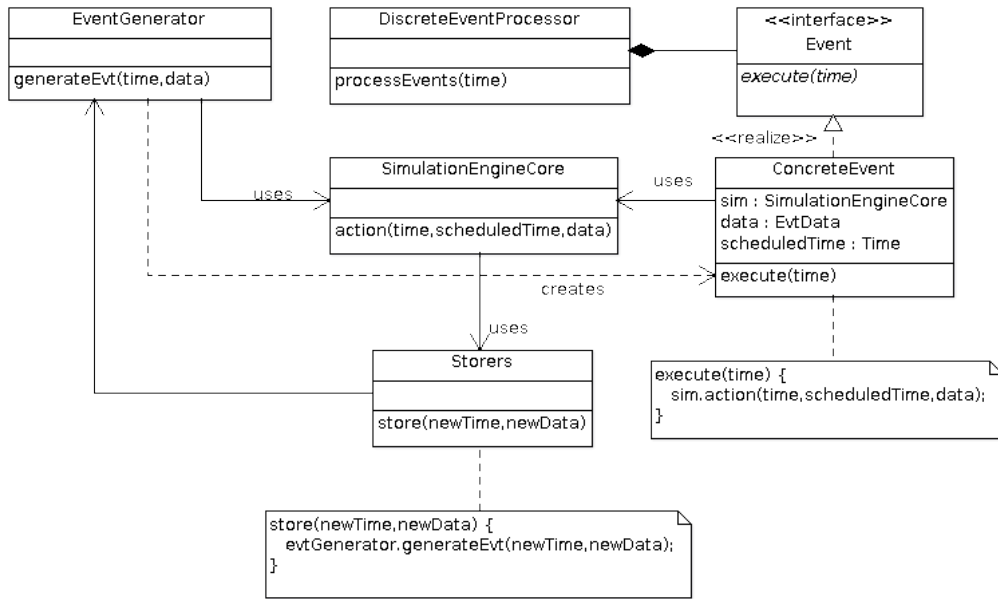 EventGenerator
generateEvt(time,data)
DiscreteEventProcessor
processEvents(time)
<<interface>>
Event
execute(time)
<<realize>>
SimulationEngineCore
action(time,scheduledTime,data)
uses
uses
ConcreteEvent
sim : SimulationEngineCore
data : EvtData
scheduledTime : Time
execute(time)
creates
uses
Storers
store(newTime,newData)
execute(time) {
sim.action(time,scheduledTime,data);
}
store(newTime,newData) {
evtGenerator.generateEvt(newTime,newData);
}